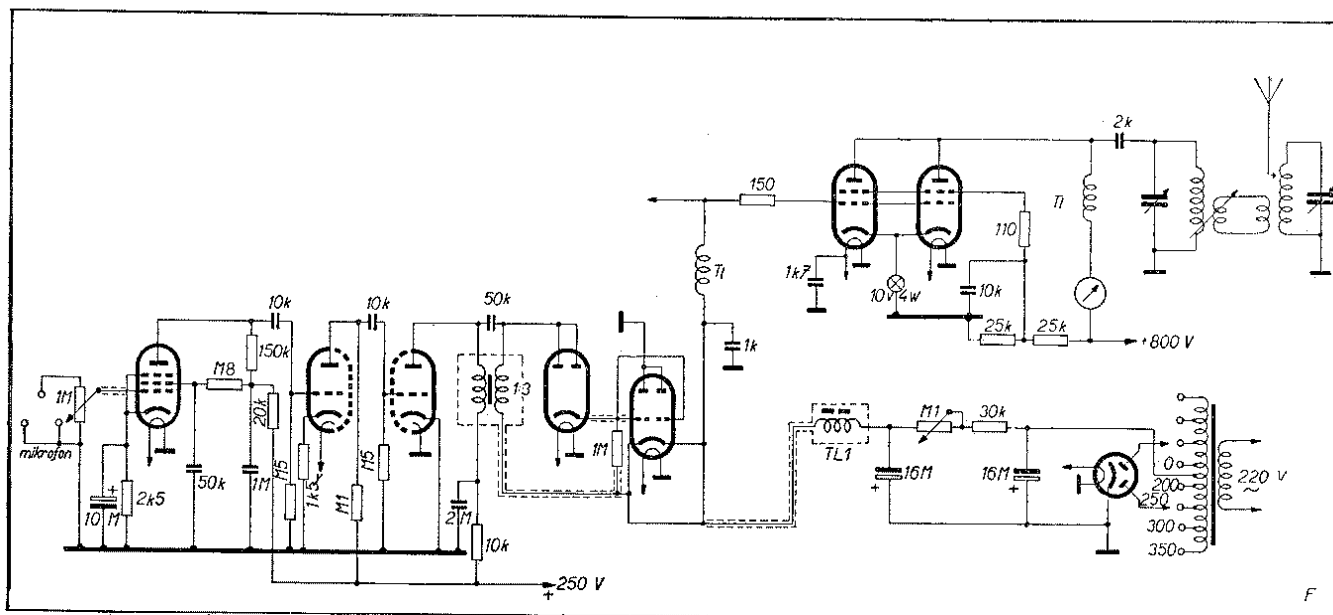 mikrofon
1M
10 M
+
2k5
50k
M8
150k
1M
20k
10k
M5
1k5
M1
10k
M5
2M
10k
+ 250 V
50k
1:3
1M
Tl
1k
150
1k7
10V 4W
110
10k
25k
25k
Tl
+800 V
2k
TL1
16M
+
M1
30k
16M
+
0
200
250
300
350
220 V
~
F